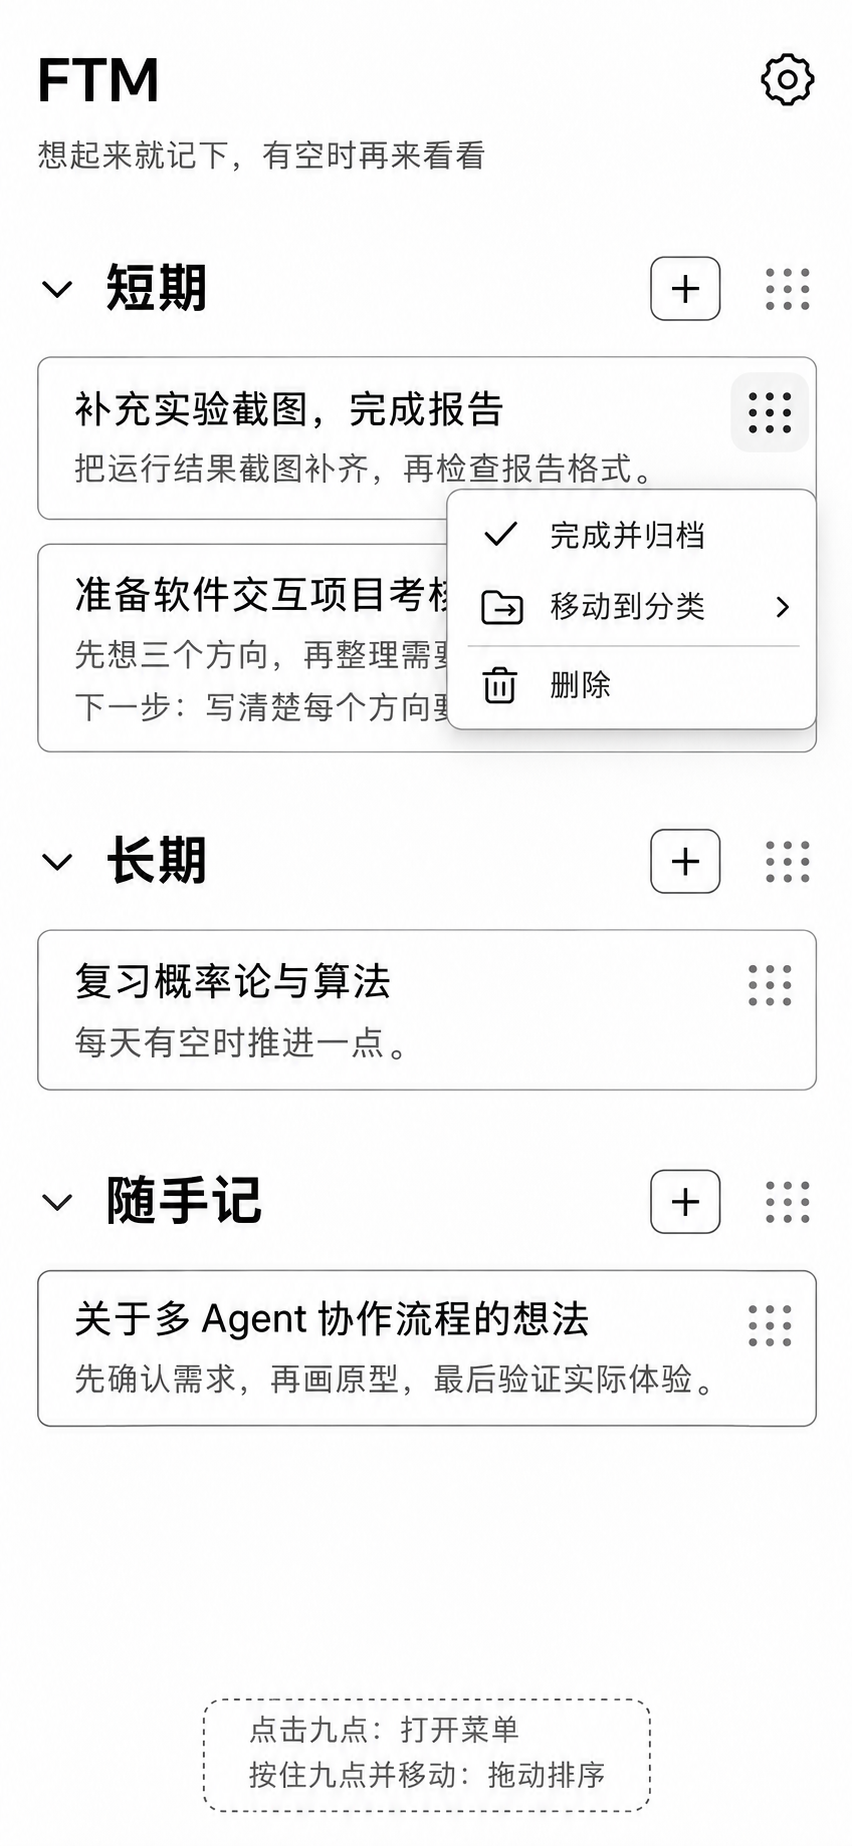 FTM
想起来就记下，有空时再来看看
短期
补充实验截图，完成报告
把运行结果截图补齐，再检查报告格式。
完成并归档
移动到分类
删除
准备软件交互项目考
先想三个方向，再整理需
下一步：写清楚每个方向
长期
复习概率论与算法
每天有空时推进一点。
随手记
关于多 Agent 协作流程的想法
先确认需求，再画原型，最后验证实际体验。
点击九点：打开菜单
按住九点并移动：拖动排序